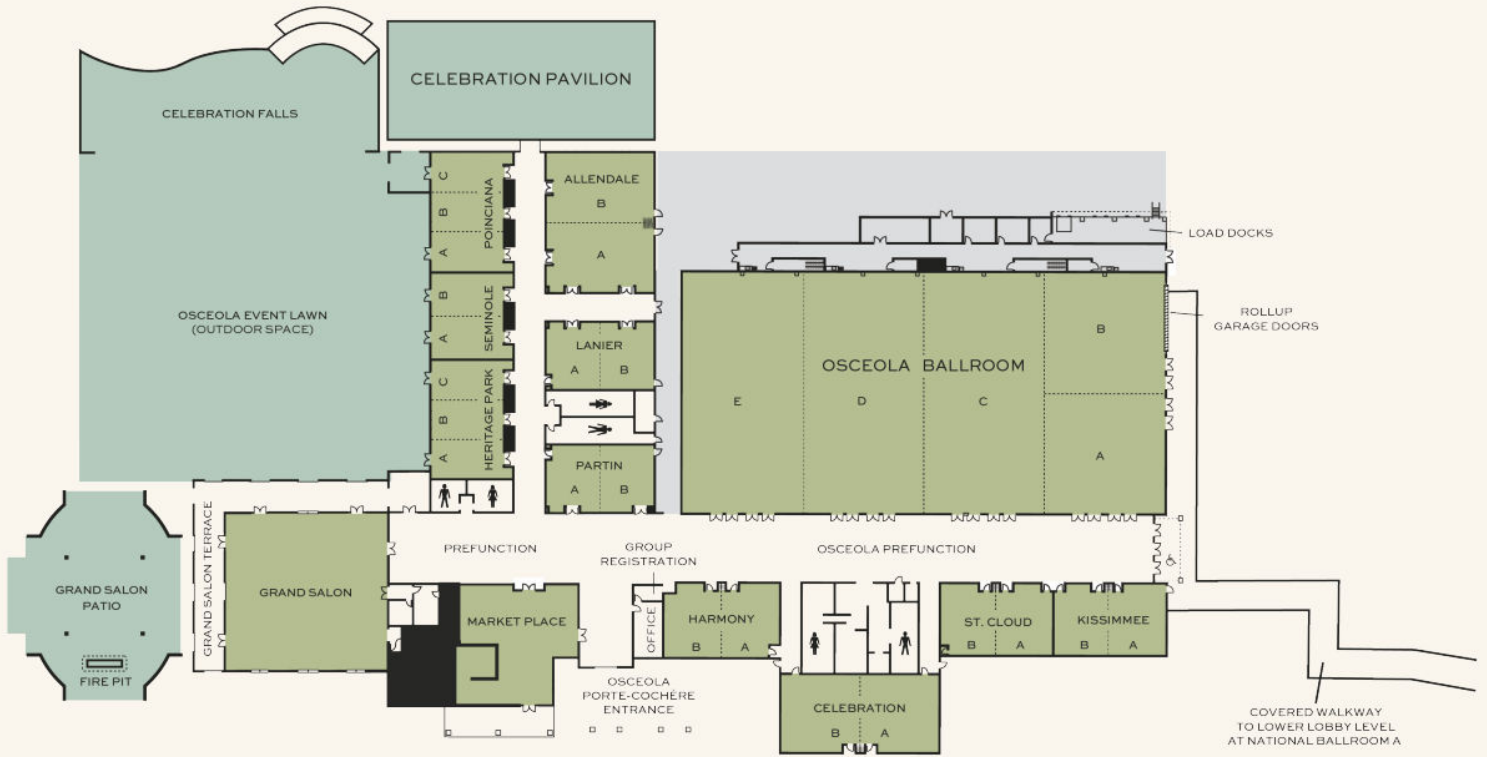 CELEBRATION PAVILION
CELEBRATION FALLS
C
B
A
POINCIANA
ALLENDALE
B
A
LOAD DOCKS
OSCEOLA EVENT LAWN
(OUTDOOR SPACE)
B
A
SEMINOLE
LANIER
A B
ROLLUP
GARAGE DOORS
OSCEOLA BALLROOM
E
D
C
B
A
C
B
A
HERITAGE PARK
PARTIN
A B
GRAND SALON
PATIO
FIRE PIT
GRAND SALON TERRACE
GRAND SALON
PREFUNCTION
GROUP
REGISTRATION
OSCEOLA PREFUNCTION
MARKET PLACE
OFFICE
HARMONY
B A
ST. CLOUD
B A
KISSIMMEE
B A
OSCEOLA
PORTE-COCHÈRE
ENTRANCE
CELEBRATION
B A
COVERED WALKWAY
TO LOWER LOBBY LEVEL
AT NATIONAL BALLROOM A